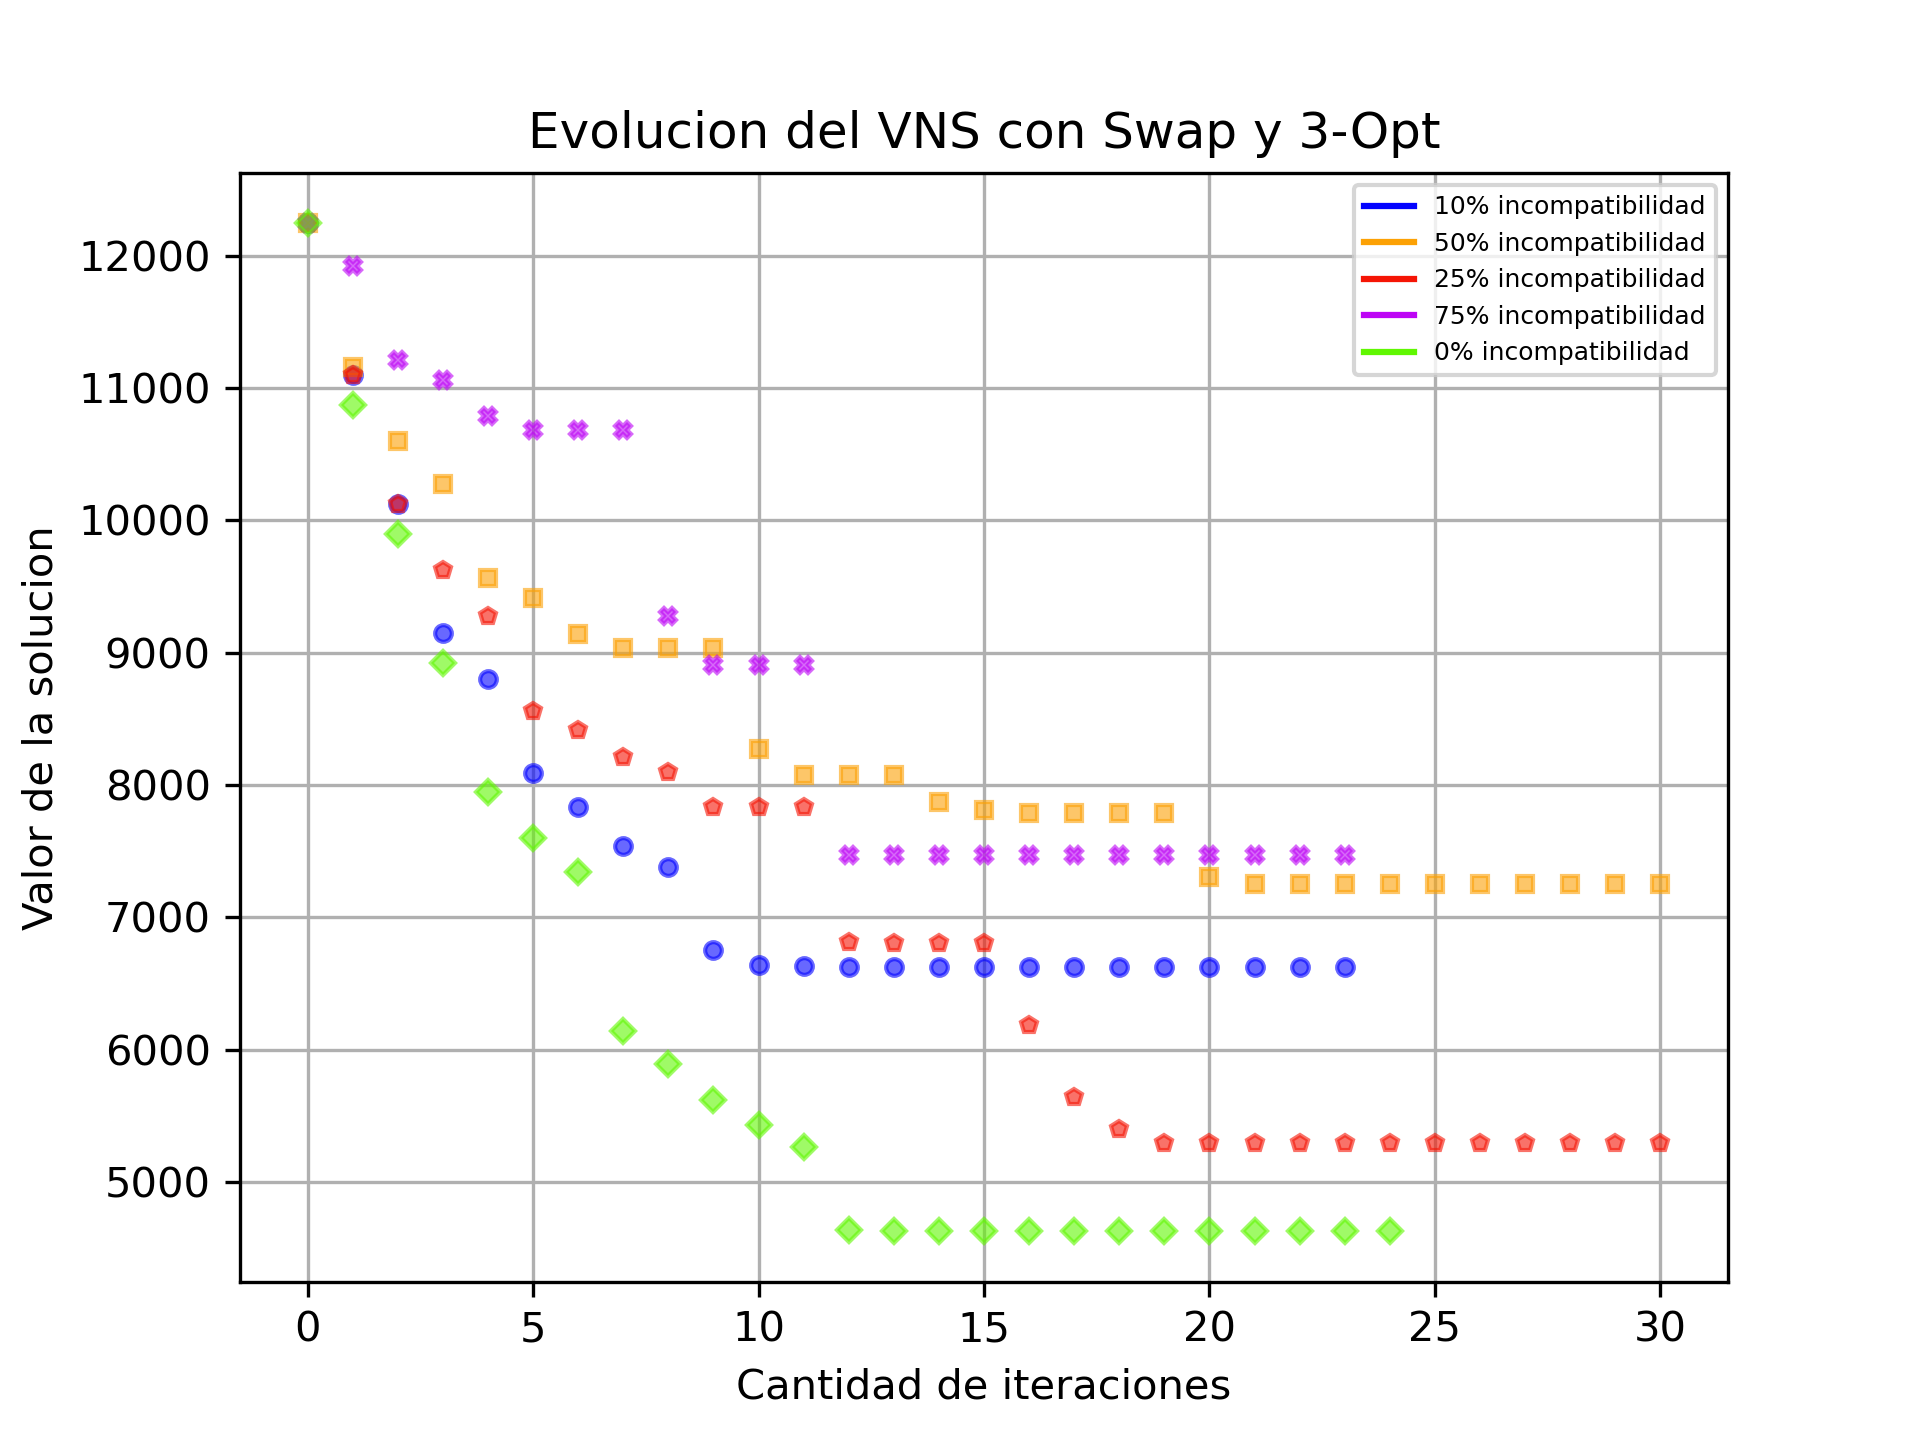 Evolucion del VNS con Swap y 3-Opt
10% incompatibilidad
50% incompatibilidad
25% incompatibilidad
75% incompatibilidad
0% incompatibilidad
Valor de la solucion
12000
11000
10000
9000
8000
7000
6000
5000
0 5 10 15 20 25 30
Cantidad de iteraciones